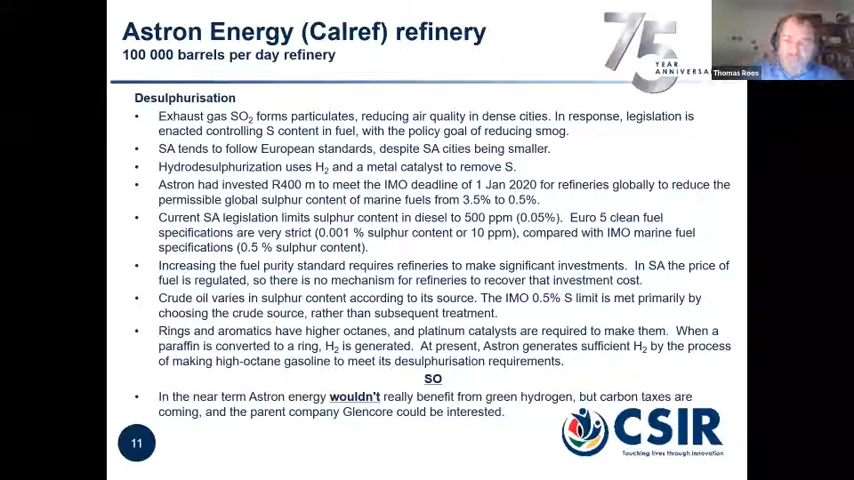 Astron Energy (Calref) refinery
100 000 barrels per day refinery
75
YEAR
ANNIVERSA
Thomas Roos
Desulphurisation
• Exhaust gas SO2 forms particulates, reducing air quality in dense cities. In response, legislation is
enacted controlling S content in fuel, with the policy goal of reducing smog.
• SA tends to follow European standards, despite SA cities being smaller.
• Hydrodesulphurization uses H2 and a metal catalyst to remove S.
• Astron had invested R400 m to meet the IMO deadline of 1 Jan 2020 for refineries globally to reduce the
permissible global sulphur content of marine fuels from 3.5% to 0.5%.
• Current SA legislation limits sulphur content in diesel to 500 ppm (0.05%). Euro 5 clean fuel
specifications are very strict (0.001 % sulphur content or 10 ppm), compared with IMO marine fuel
specifications (0.5 % sulphur content).
• Increasing the fuel purity standard requires refineries to make significant investments. In SA the price of
fuel is regulated, so there is no mechanism for refineries to recover that investment cost.
• Crude oil varies in sulphur content according to its source. The IMO 0.5% S limit is met primarily by
choosing the crude source, rather than subsequent treatment.
• Rings and aromatics have higher octanes, and platinum catalysts are required to make them. When a
paraffin is converted to a ring, H2 is generated. At present, Astron generates sufficient H2 by the process
of making high-octane gasoline to meet its desulphurisation requirements.
SO
• In the near term Astron energy wouldn't really benefit from green hydrogen, but carbon taxes are
coming, and the parent company Glencore could be interested.
11
CSIR
Touching lives through innovation